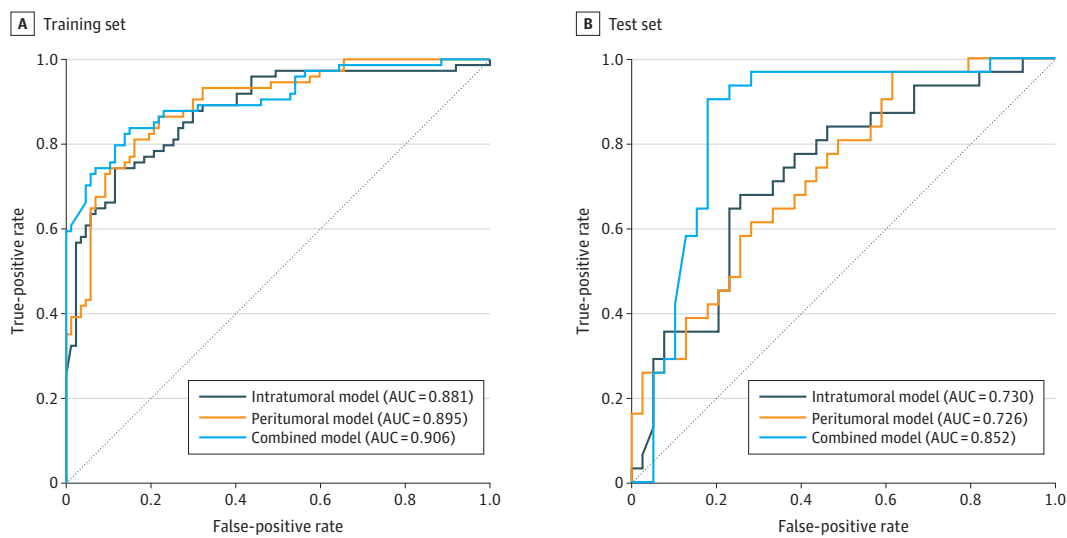 A Training set
1.0
0.8
0.6
0.4
0.2
0
True-positive rate
0 0.2 0.4 0.6 0.8 1.0
False-positive rate
Intratumoral model (AUC=0.881)
Peritumoral model (AUC=0.895)
Combined model (AUC=0.906)
B Test set
1.0
0.8
0.6
0.4
0.2
0
True-positive rate
0 0.2 0.4 0.6 0.8 1.0
False-positive rate
Intratumoral model (AUC=0.730)
Peritumoral model (AUC=0.726)
Combined model (AUC=0.852)